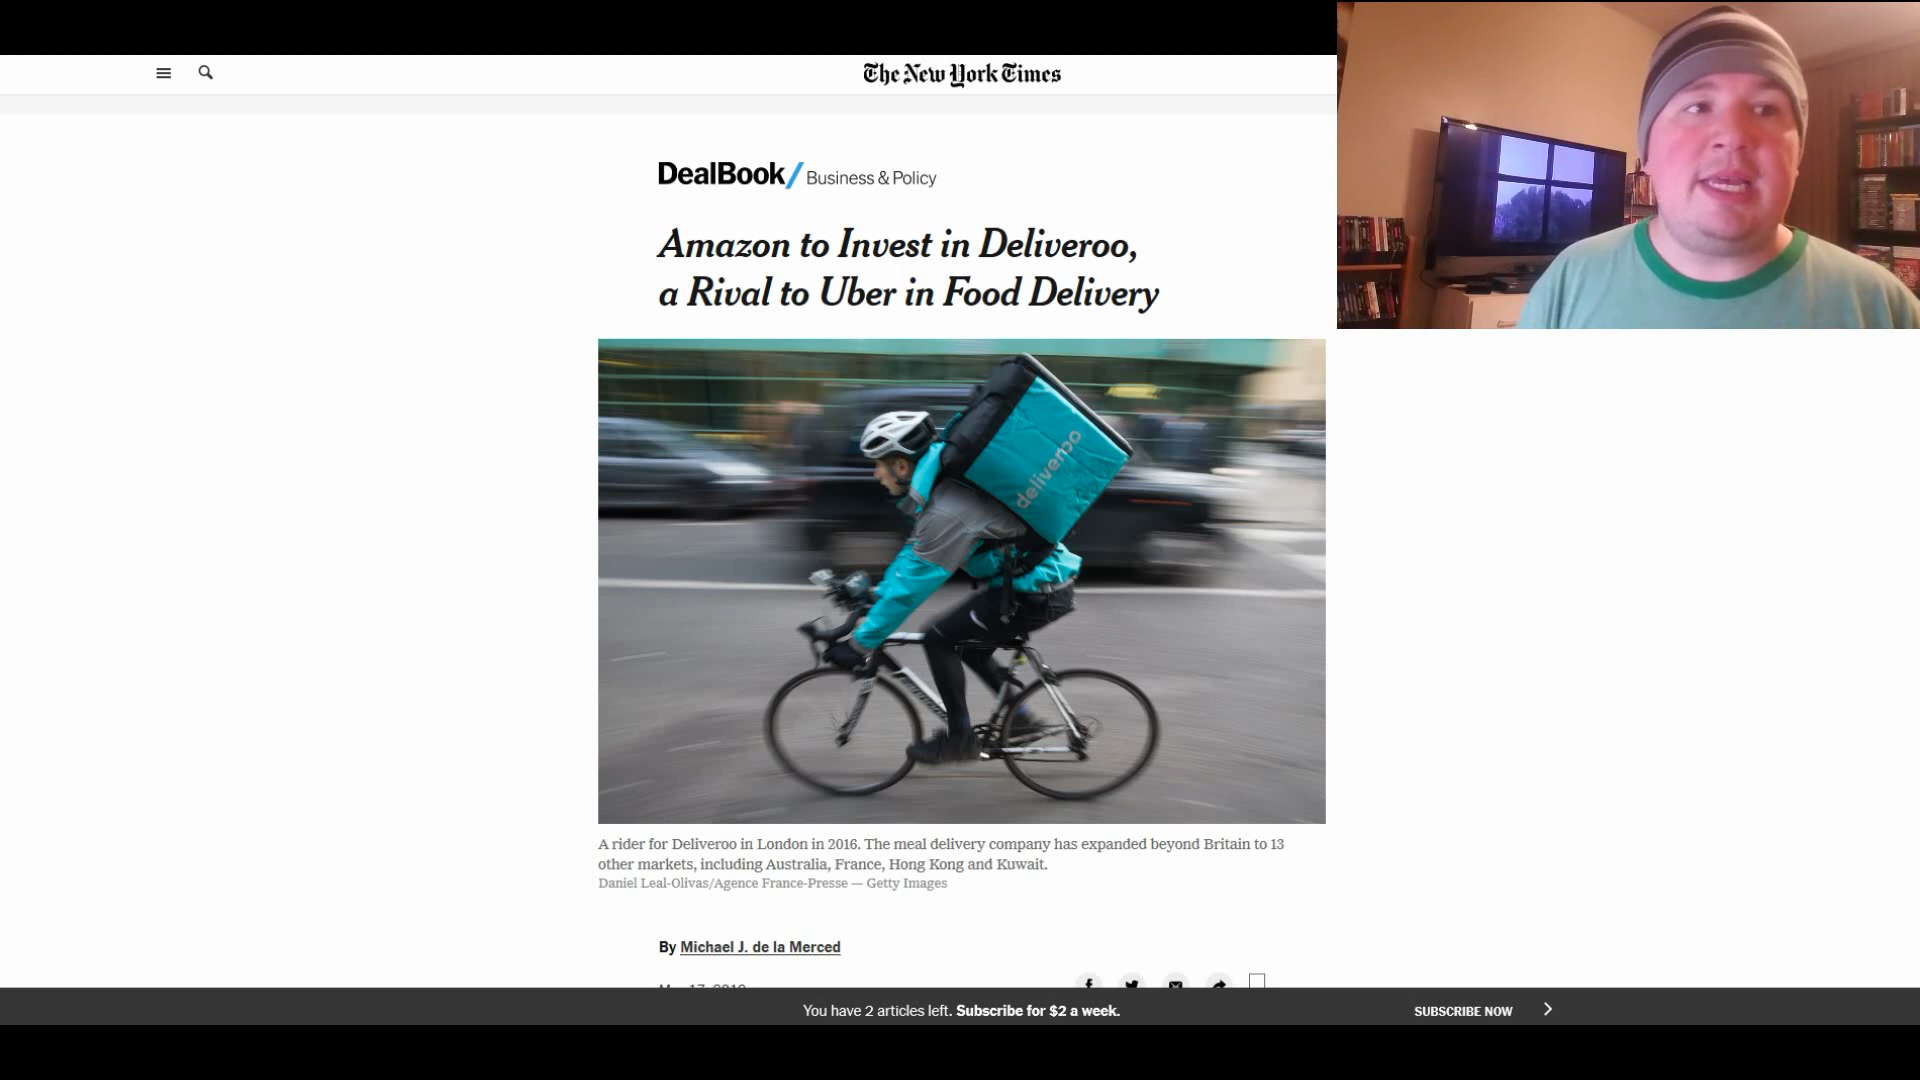 The New York Times
DealBook / Business & Policy
Amazon to Invest in Deliveroo,
a Rival to Uber in Food Delivery
deliveroo
A rider for Deliveroo in London in 2016. The meal delivery company has expanded beyond Britain to 13
other markets, including Australia, France, Hong Kong and Kuwait.
Daniel Leal-Olivas/Agence France-Presse — Getty Images
By Michael J. de la Merced
You have 2 articles left. Subscribe for $2 a week.
SUBSCRIBE NOW